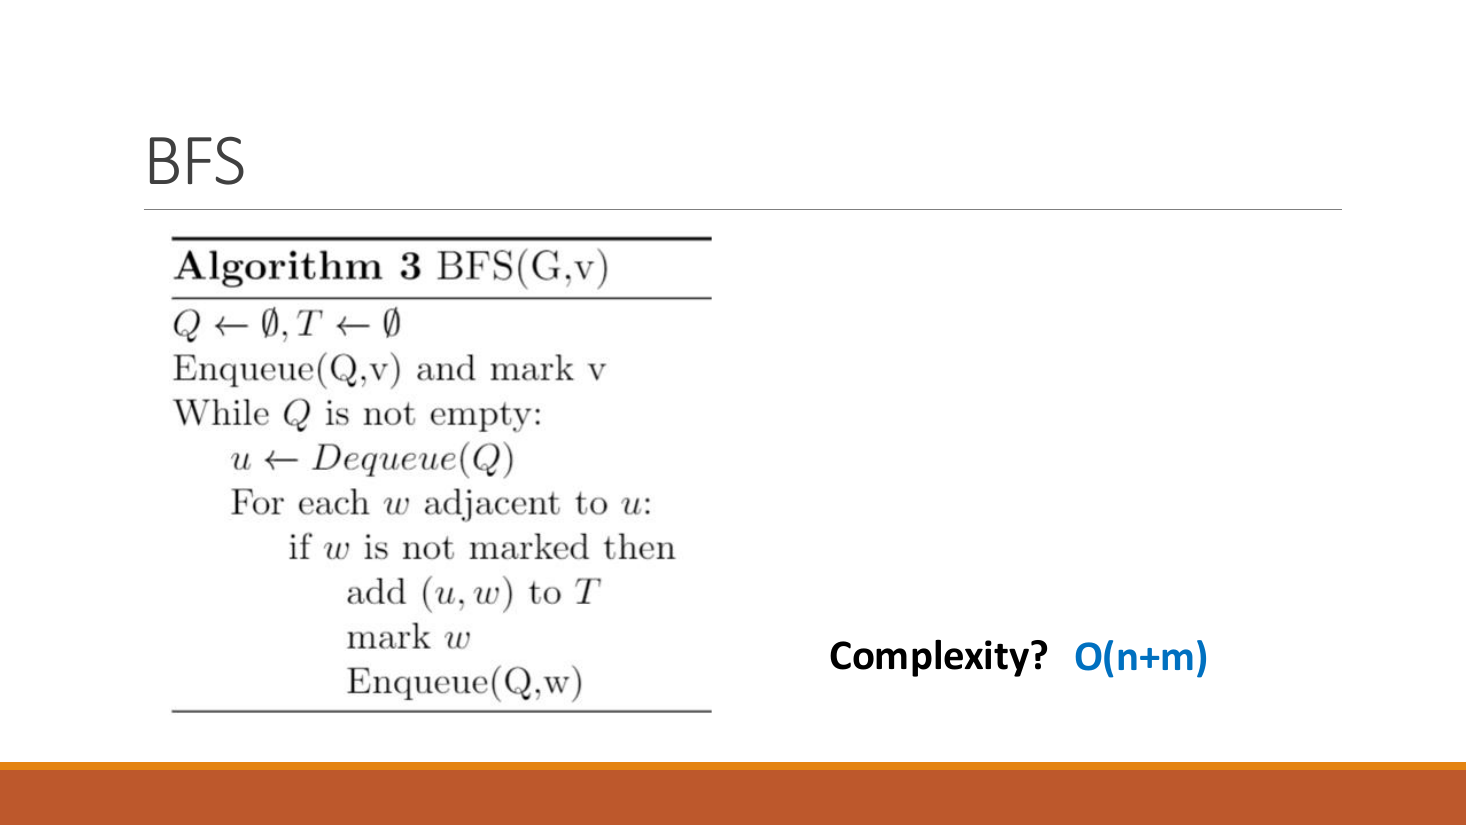 BFS
Algorithm 3 BFS(G,v)
Q ← ∅, T ← ∅
Enqueue(Q,v) and mark v
While Q is not empty:
u ← Dequeue(Q)
For each w adjacent to u:
if w is not marked then
add (u, w) to T
mark w
Enqueue(Q,w)
Complexity? O(n+m)